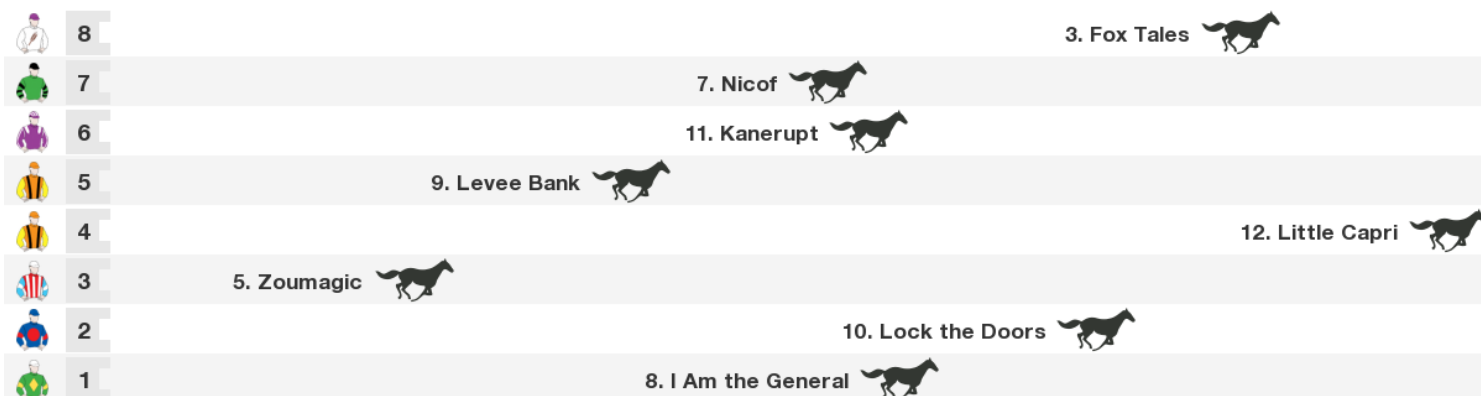 8 3. Fox Tales
7 7. Nicof
6 11. Kanerupt
5 9. Levee Bank
4 12. Little Capri
3 5. Zoumagic
2 10. Lock the Doors
1 8. I Am the General